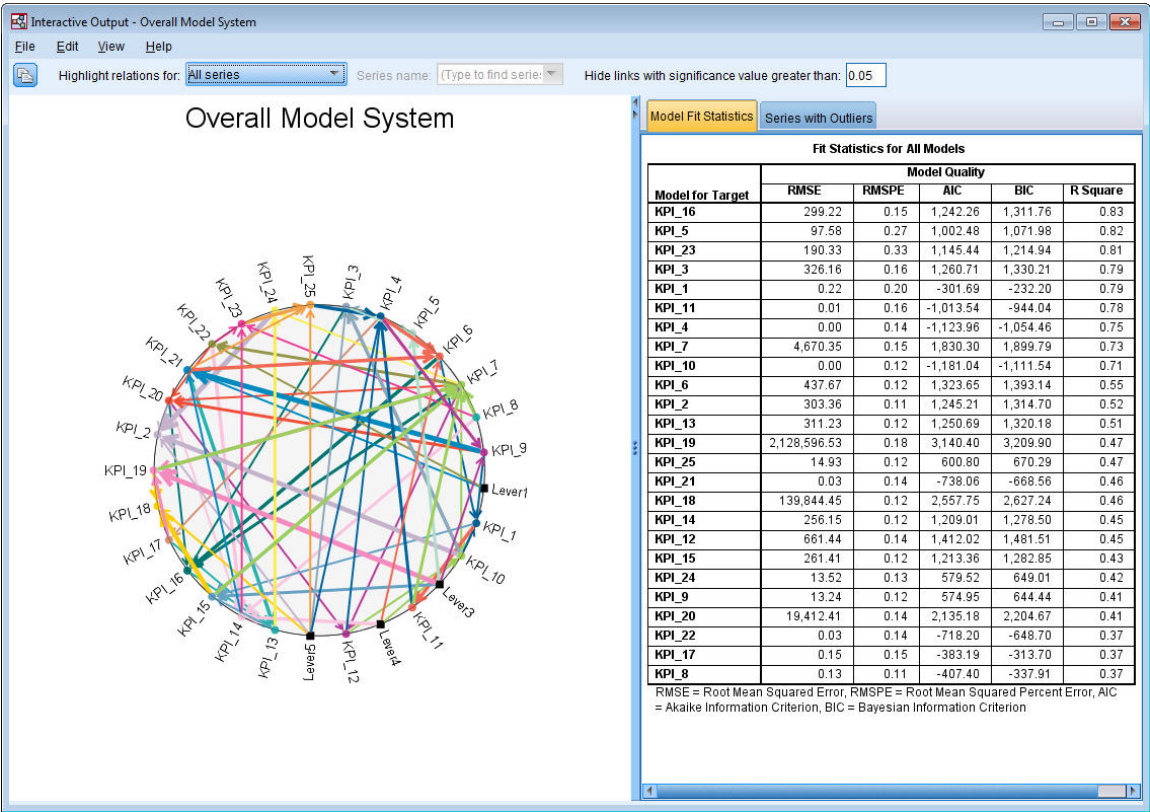 Interactive Output - Overall Model System
File Edit View Help
Highlight relations for: All series Series name: (Type to find serie: Hide links with significance value greater than: 0.05
Overall Model System
KPI_25
KPI_3
KPI_4
KPI_5
KPI_6
KPI_7
KPI_8
KPI_9
Lever1
KPI_1
KPI_10
Lever3
KPI_11
Lever4
KPI_12
Lever5
KPI_13
KPI_14
KPI_15
KPI_16
KPI_17
KPI_18
KPI_19
KPI_2
KPI_20
KPI_21
KPI_22
KPI_23
KPI_24
Model Fit Statistics Series with Outliers
Fit Statistics for All Models
Model Quality
Model for Target RMSE RMSPE AIC BIC R Square
KPI_16 299.22 0.15 1,242.26 1,311.76 0.83
KPI_5 97.58 0.27 1,002.48 1,071.98 0.82
KPI_23 190.33 0.33 1,145.44 1,214.94 0.81
KPI_3 326.16 0.16 1,260.71 1,330.21 0.79
KPI_1 0.22 0.20 -301.69 -232.20 0.79
KPI_11 0.01 0.16 -1,013.54 -944.04 0.78
KPI_4 0.00 0.14 -1,123.96 -1,054.46 0.75
KPI_7 4,670.35 0.15 1,830.30 1,899.79 0.73
KPI_10 0.00 0.12 -1,181.04 -1,111.54 0.71
KPI_6 437.67 0.12 1,323.65 1,393.14 0.55
KPI_2 303.36 0.11 1,245.21 1,314.70 0.52
KPI_13 311.23 0.12 1,250.69 1,320.18 0.51
KPI_19 2,128,596.53 0.18 3,140.40 3,209.90 0.47
KPI_25 14.93 0.12 600.80 670.29 0.47
KPI_21 0.03 0.14 -738.06 -668.56 0.46
KPI_18 139,844.45 0.12 2,557.75 2,627.24 0.46
KPI_14 256.15 0.12 1,209.01 1,278.50 0.45
KPI_12 661.44 0.14 1,412.02 1,481.51 0.45
KPI_15 261.41 0.12 1,213.36 1,282.85 0.43
KPI_24 13.52 0.13 579.52 649.01 0.42
KPI_9 13.24 0.12 574.95 644.44 0.41
KPI_20 19,412.41 0.14 2,135.18 2,204.67 0.41
KPI_22 0.03 0.14 -718.20 -648.70 0.37
KPI_17 0.15 0.15 -383.19 -313.70 0.37
KPI_8 0.13 0.11 -407.40 -337.91 0.37
RMSE = Root Mean Squared Error, RMSPE = Root Mean Squared Percent Error, AIC
= Akaike Information Criterion, BIC = Bayesian Information Criterion